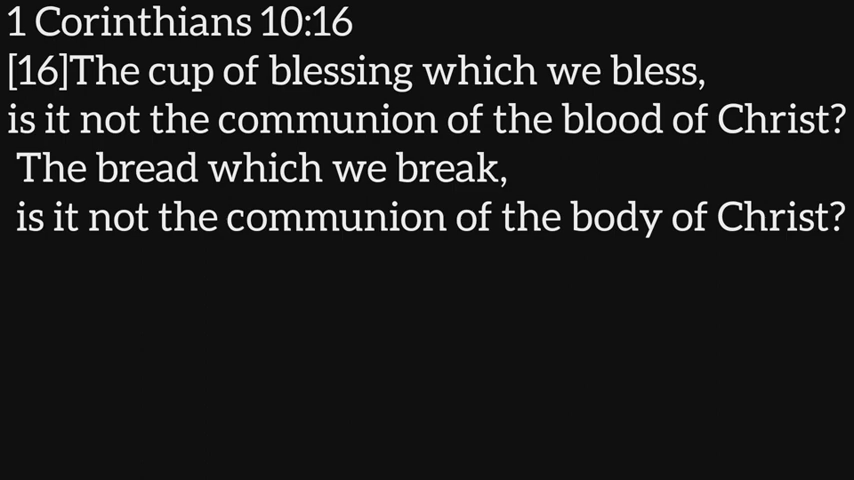 1 Corinthians 10:16
[16]The cup of blessing which we bless,
is it not the communion of the blood of Christ?
The bread which we break,
is it not the communion of the body of Christ?